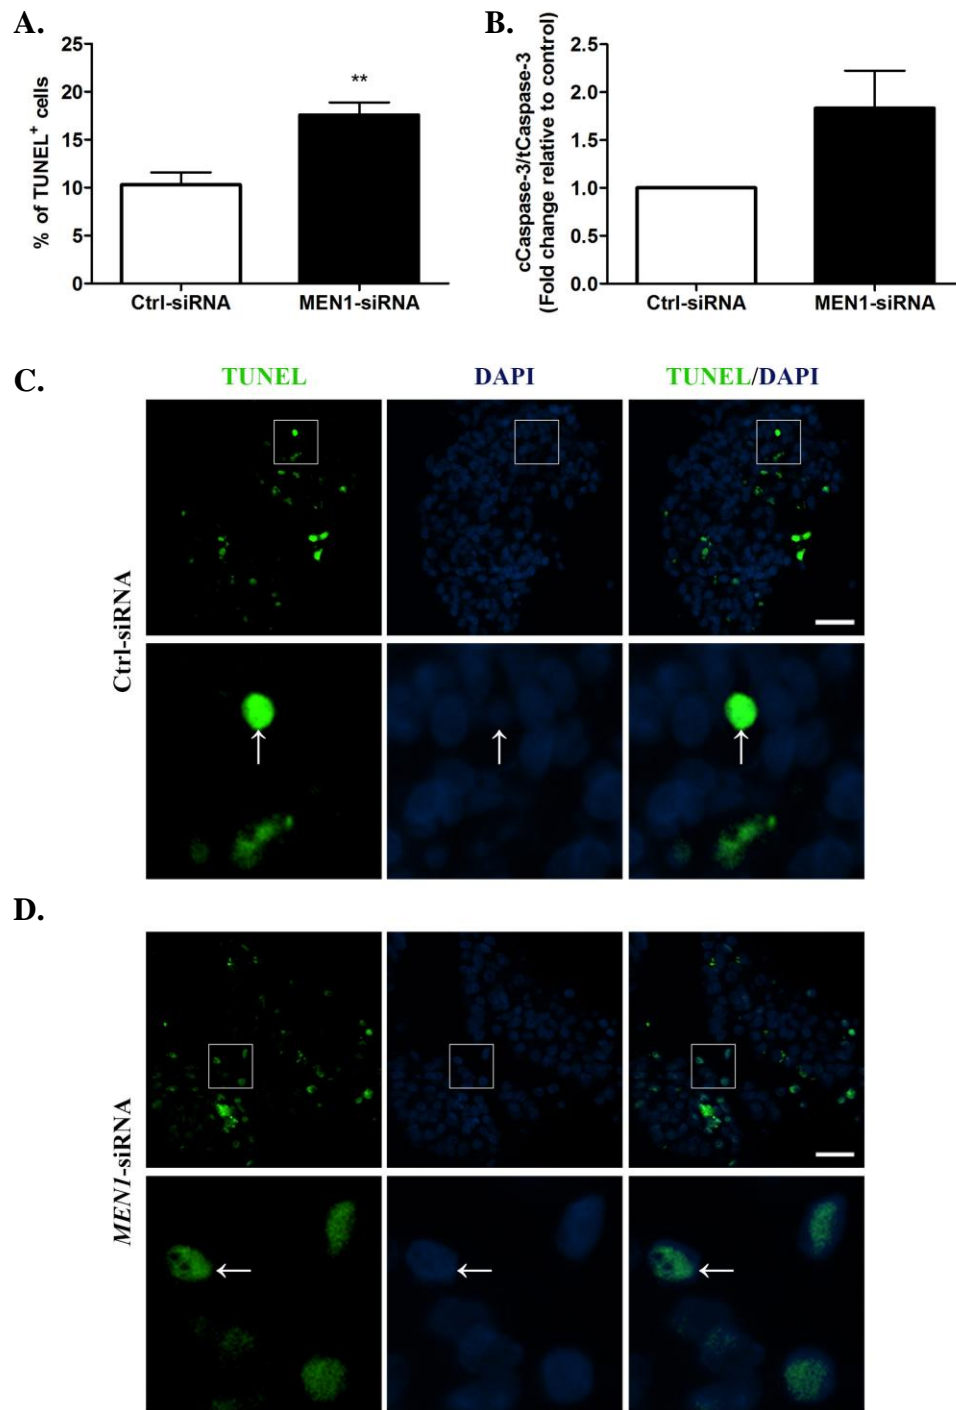 A.
% of TUNEL+ cells
25
20
15
10
5
0
**
Ctrl-siRNA MEN1-siRNA
B.
cCaspase-3/tCaspase-3
(Fold change relative to control)
2.5
2.0
1.5
1.0
0.5
0.0
Ctrl-siRNA MEN1-siRNA
C.
TUNEL DAPI TUNEL/DAPI
Ctrl-siRNA
D.
MEN1-siRNA